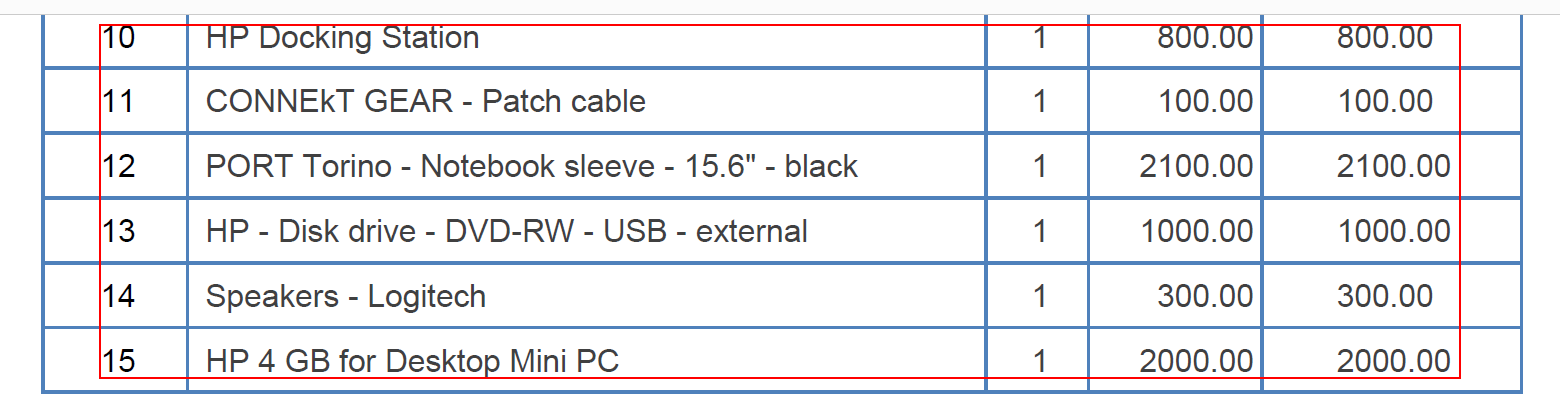 10 HP Docking Station 1 800.00 800.00
11 CONNEkT GEAR - Patch cable 1 100.00 100.00
12 PORT Torino - Notebook sleeve - 15.6" - black 1 2100.00 2100.00
13 HP - Disk drive - DVD-RW - USB - external 1 1000.00 1000.00
14 Speakers - Logitech 1 300.00 300.00
15 HP 4 GB for Desktop Mini PC 1 2000.00 2000.00